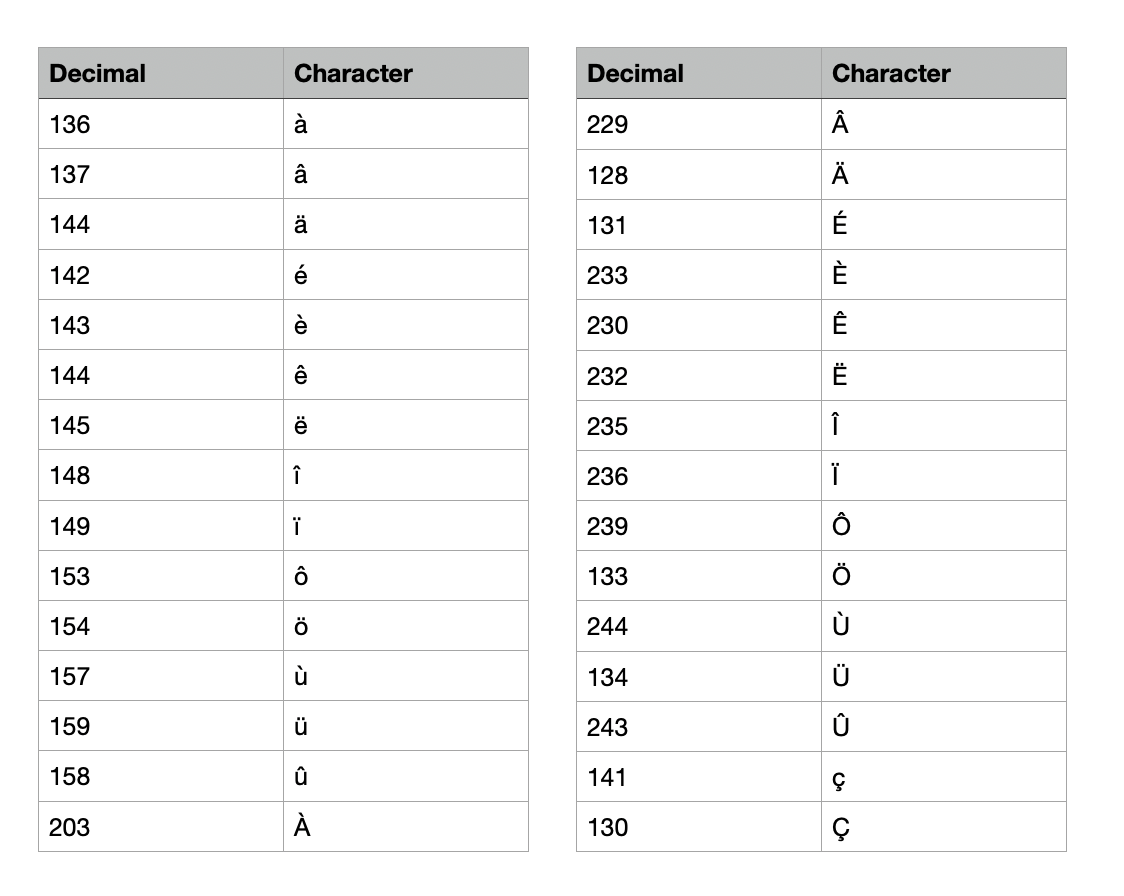 Decimal Character
136 à
137 â
144 ä
142 é
143 è
144 ê
145 ë
148 î
149 ï
153 ô
154 ö
157 ù
159 ü
158 û
203 À
Decimal Character
229 Â
128 Ä
131 É
233 È
230 Ê
232 Ë
235 Î
236 Ï
239 Ô
133 Ö
244 Ù
134 Ü
243 Û
141 ç
130 Ç